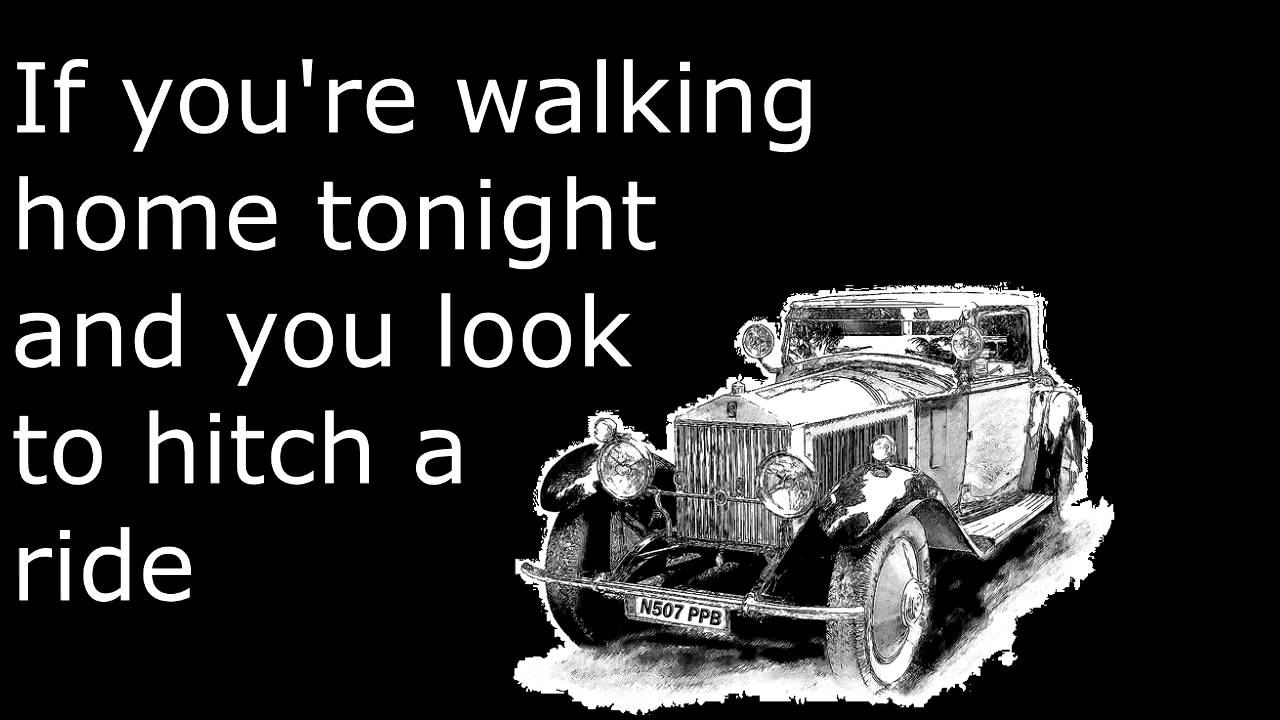 If you're walking
home tonight
and you look
to hitch a
ride
N507 PPB